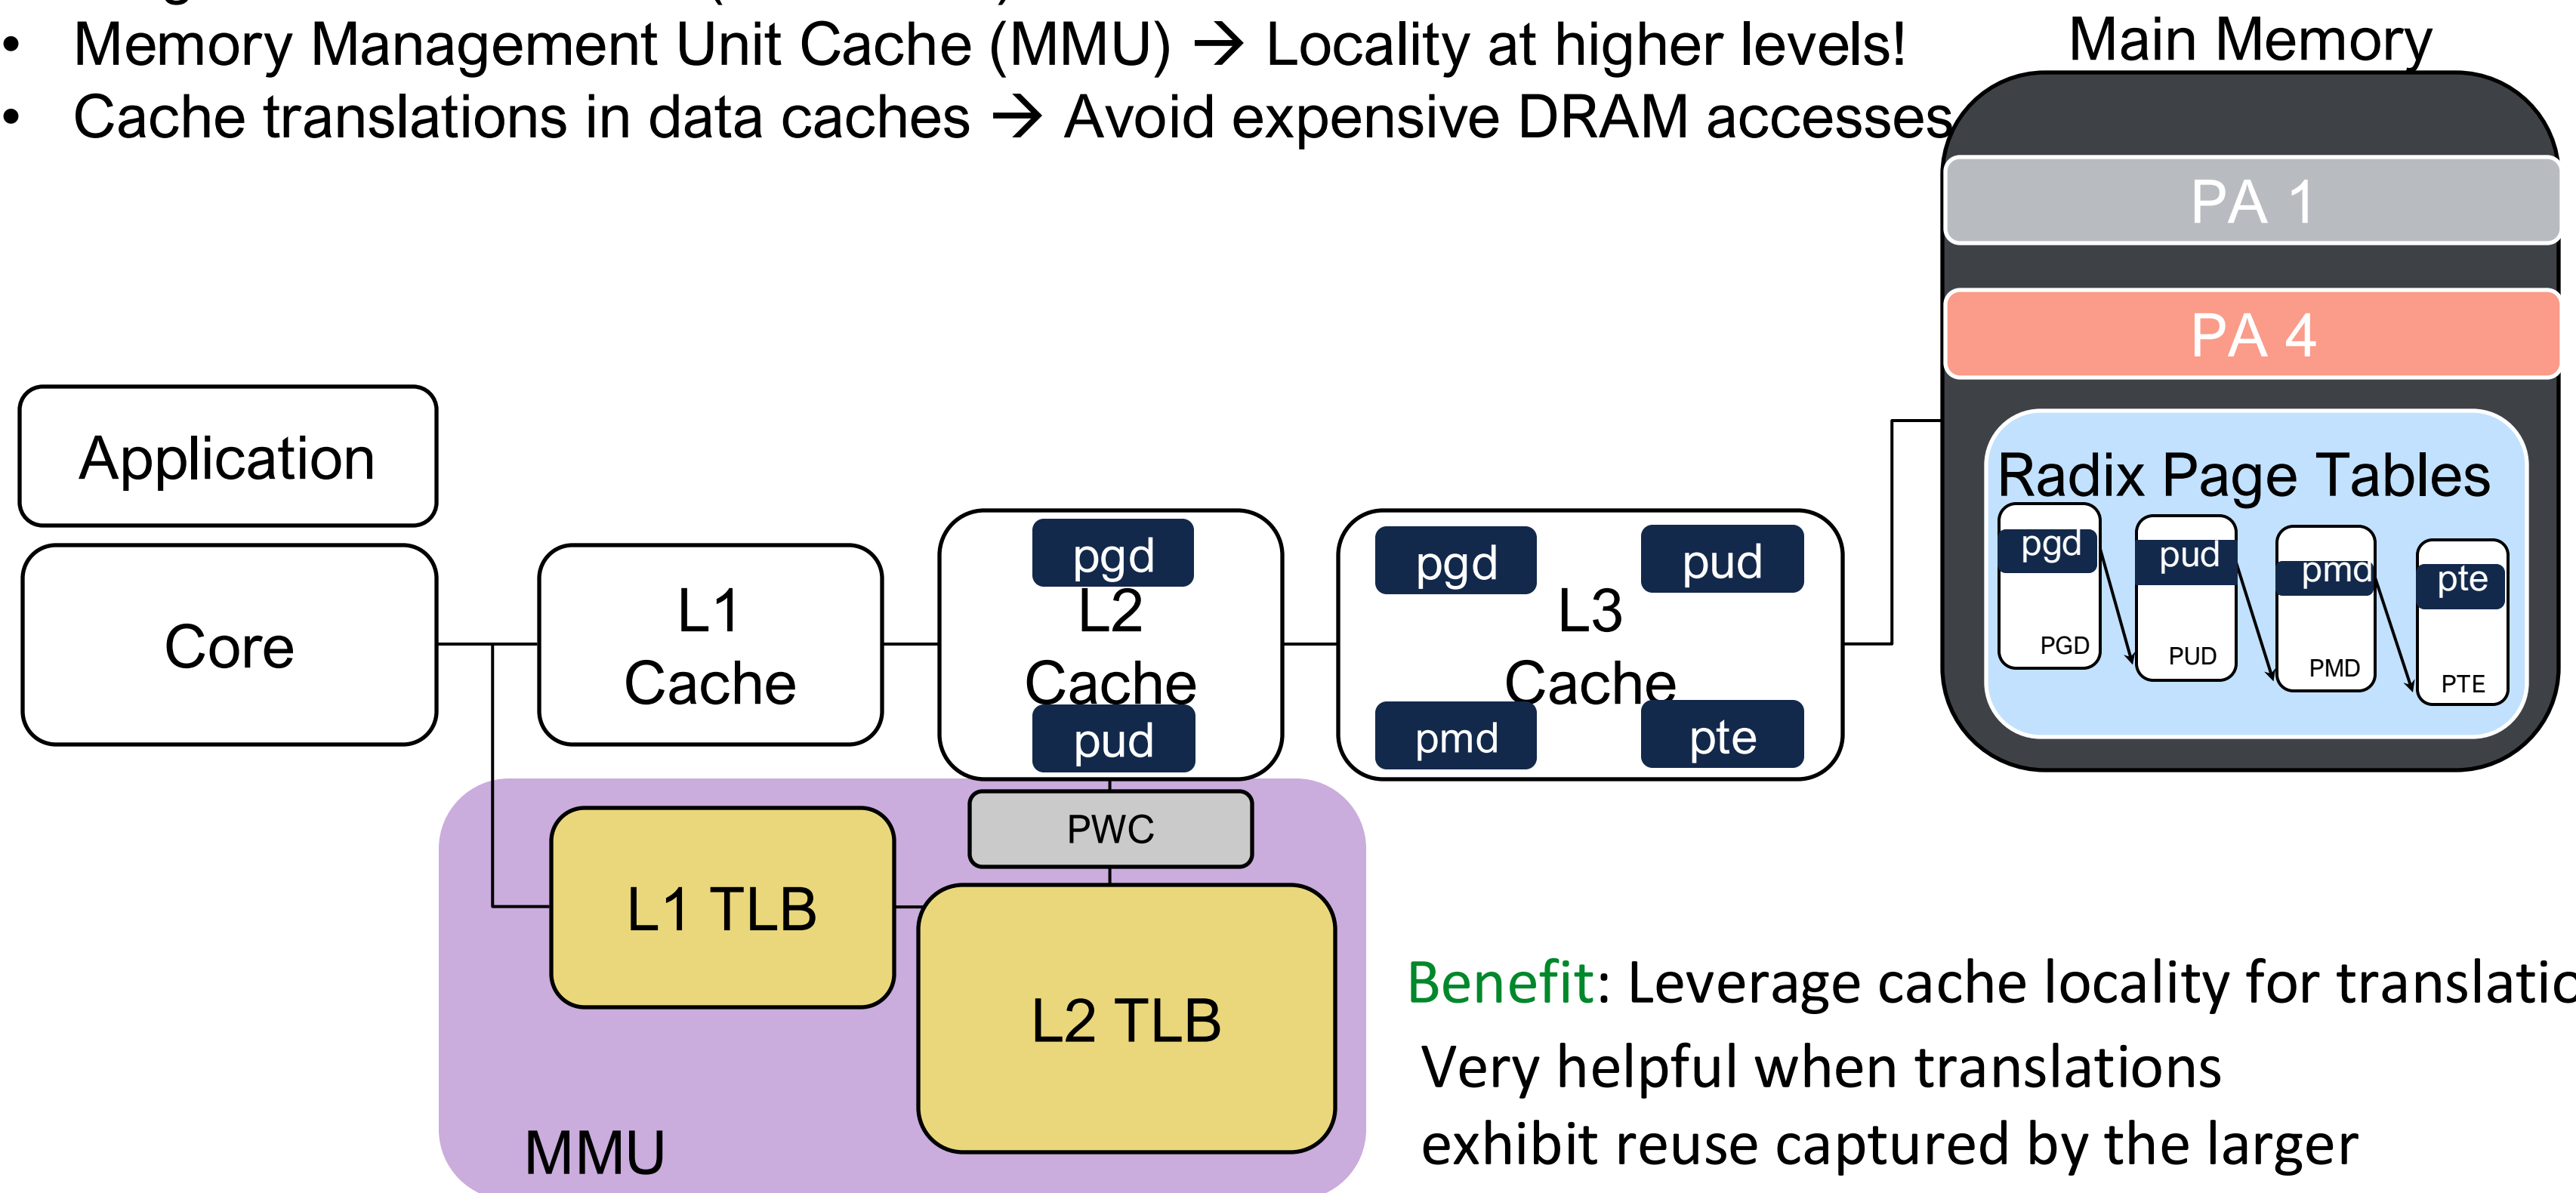 • Memory Management Unit Cache (MMU) → Locality at higher levels!
• Cache translations in data caches → Avoid expensive DRAM accesses
Main Memory
PA 1
PA 4
Radix Page Tables
pgd
pud
pmd
pte
PGD
PUD
PMD
PTE
Application
Core
L1
Cache
pgd
L2
Cache
pud
pgd
pud
L3
Cache
pmd
pte
PWC
L1 TLB
L2 TLB
MMU
Benefit: Leverage cache locality for translatio
Very helpful when translations
exhibit reuse captured by the larger